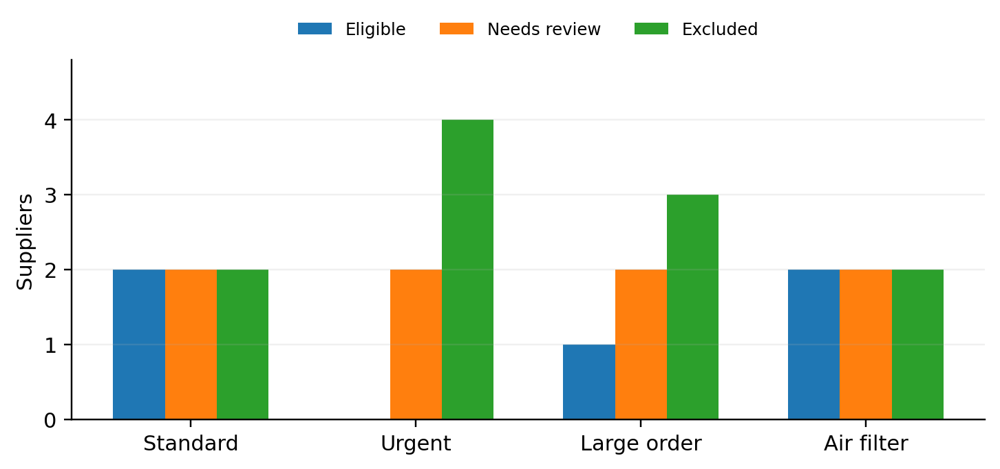 Eligible Needs review Excluded
Suppliers
4
3
2
1
0
Standard Urgent Large order Air filter